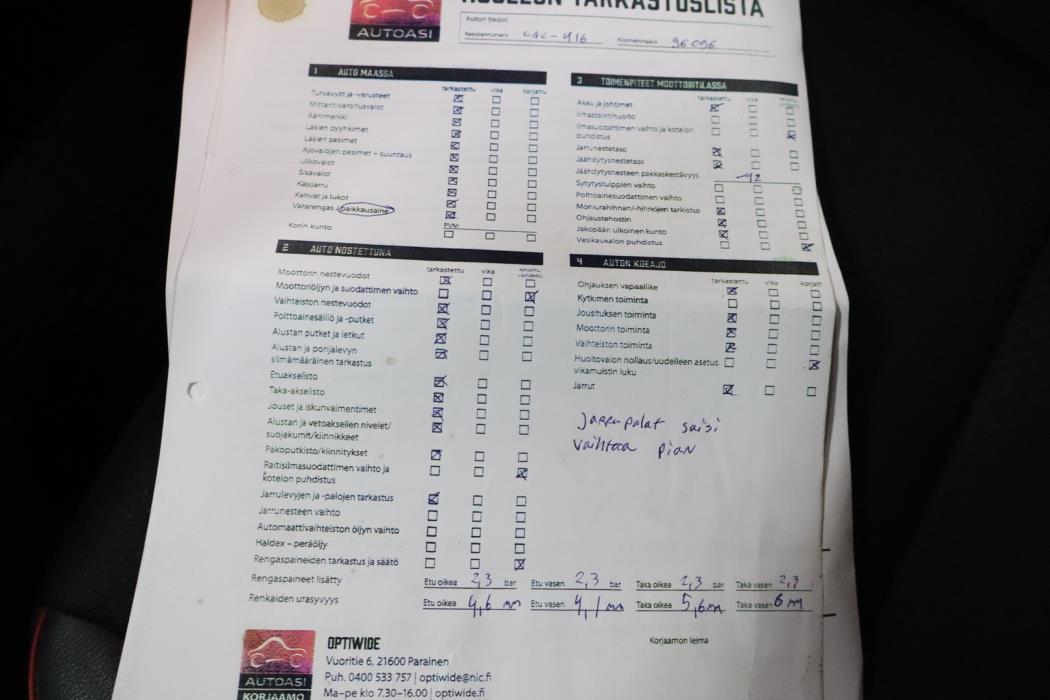 HUOLLON TARKASTUSLISTA
AUTOASI
Auton tiedot
Rekisterinumero CNC-416 Kilometrimäärä 96096
1 AUTO MAASSA
tarkastettu vika korjattu
Turvavyöt ja -varusteet
Mittarit/varoitusvalot
Äänimerkki
Lasien pyyhkimet
Lasien pesimet
Ajovalojen pesimet + suuntaus
Ulkovalot
Sisävalot
Käsijarru
Kahvat ja lukot
Vararengas / paikkausaine
PVM
Korin kunto
2 AUTO NOSTETTUNA
tarkastettu vika korjattu/vaihdettu
Moottorin nestevuodot
Moottoriöljyn ja suodattimen vaihto
Vaihteiston nestevuodot
Polttoainesäiliö ja -putket
Alustan putket ja letkut
Alustan ja pohjalevyn
silmämääräinen tarkastus
Etuakselisto
Taka-akselisto
Jouset ja iskunvaimentimet
Alustan ja vetoakselien nivelet/
suojakumit/kiinnikkeet
Pakoputkisto/kiinnitykset
Raitisilmasuodattimen vaihto ja
kotelon puhdistus
Jarrulevyjen ja -palojen tarkastus
Jarrunesteen vaihto
Automaattivaihteiston öljyn vaihto
Haldex – peräöljy
Rengaspaineiden tarkastus ja säätö
3 TOIMENPITEET MOOTTORITILASSA
tarkastettu vika
Akku ja johtimet
Ilmastointihuolto
Ilmasuodattimen vaihto ja kotelon
puhdistus
Jarrunestetaso
Jäähdytysnestetaso
Jäähdytysnesteen pakkaskestävyys -42
Sytytystulppien vaihto
Polttoainesuodattimen vaihto
Moniurahihnan/-hihnojen tarkistus
Ohjaustehostin
Jakopään ulkoinen kunto
Vesikaukalon puhdistus
4 AUTON KOEAJO
tarkastettu vika korjatt
Ohjauksen vapaaliike
Kytkimen toiminta
Jousituksen toiminta
Moottorin toiminta
Vaihteiston toiminta
Huoltovalon nollaus/uudelleen asetus.
vikamuistin luku
Jarrut
Jarrupalat saisi
vaihtaa pian
Rengaspaineet lisätty Etu oikea 2,3 bar Etu vasen 2,3 bar Taka oikea 2,3 bar Taka vasen 2,3
Renkaiden urasyvyys Etu oikea 4,6 mm Etu vasen 4,1 mm Taka oikea 5,6 mm Taka vasen 6 mm
Korjaamon leima
AUTOASI
KORJAAMO
OPTIWIDE
Vuoritie 6, 21600 Parainen
Puh. 0400 533 757 | optiwide@nic.fi
Ma–pe klo 7.30–16.00 | optiwide.fi